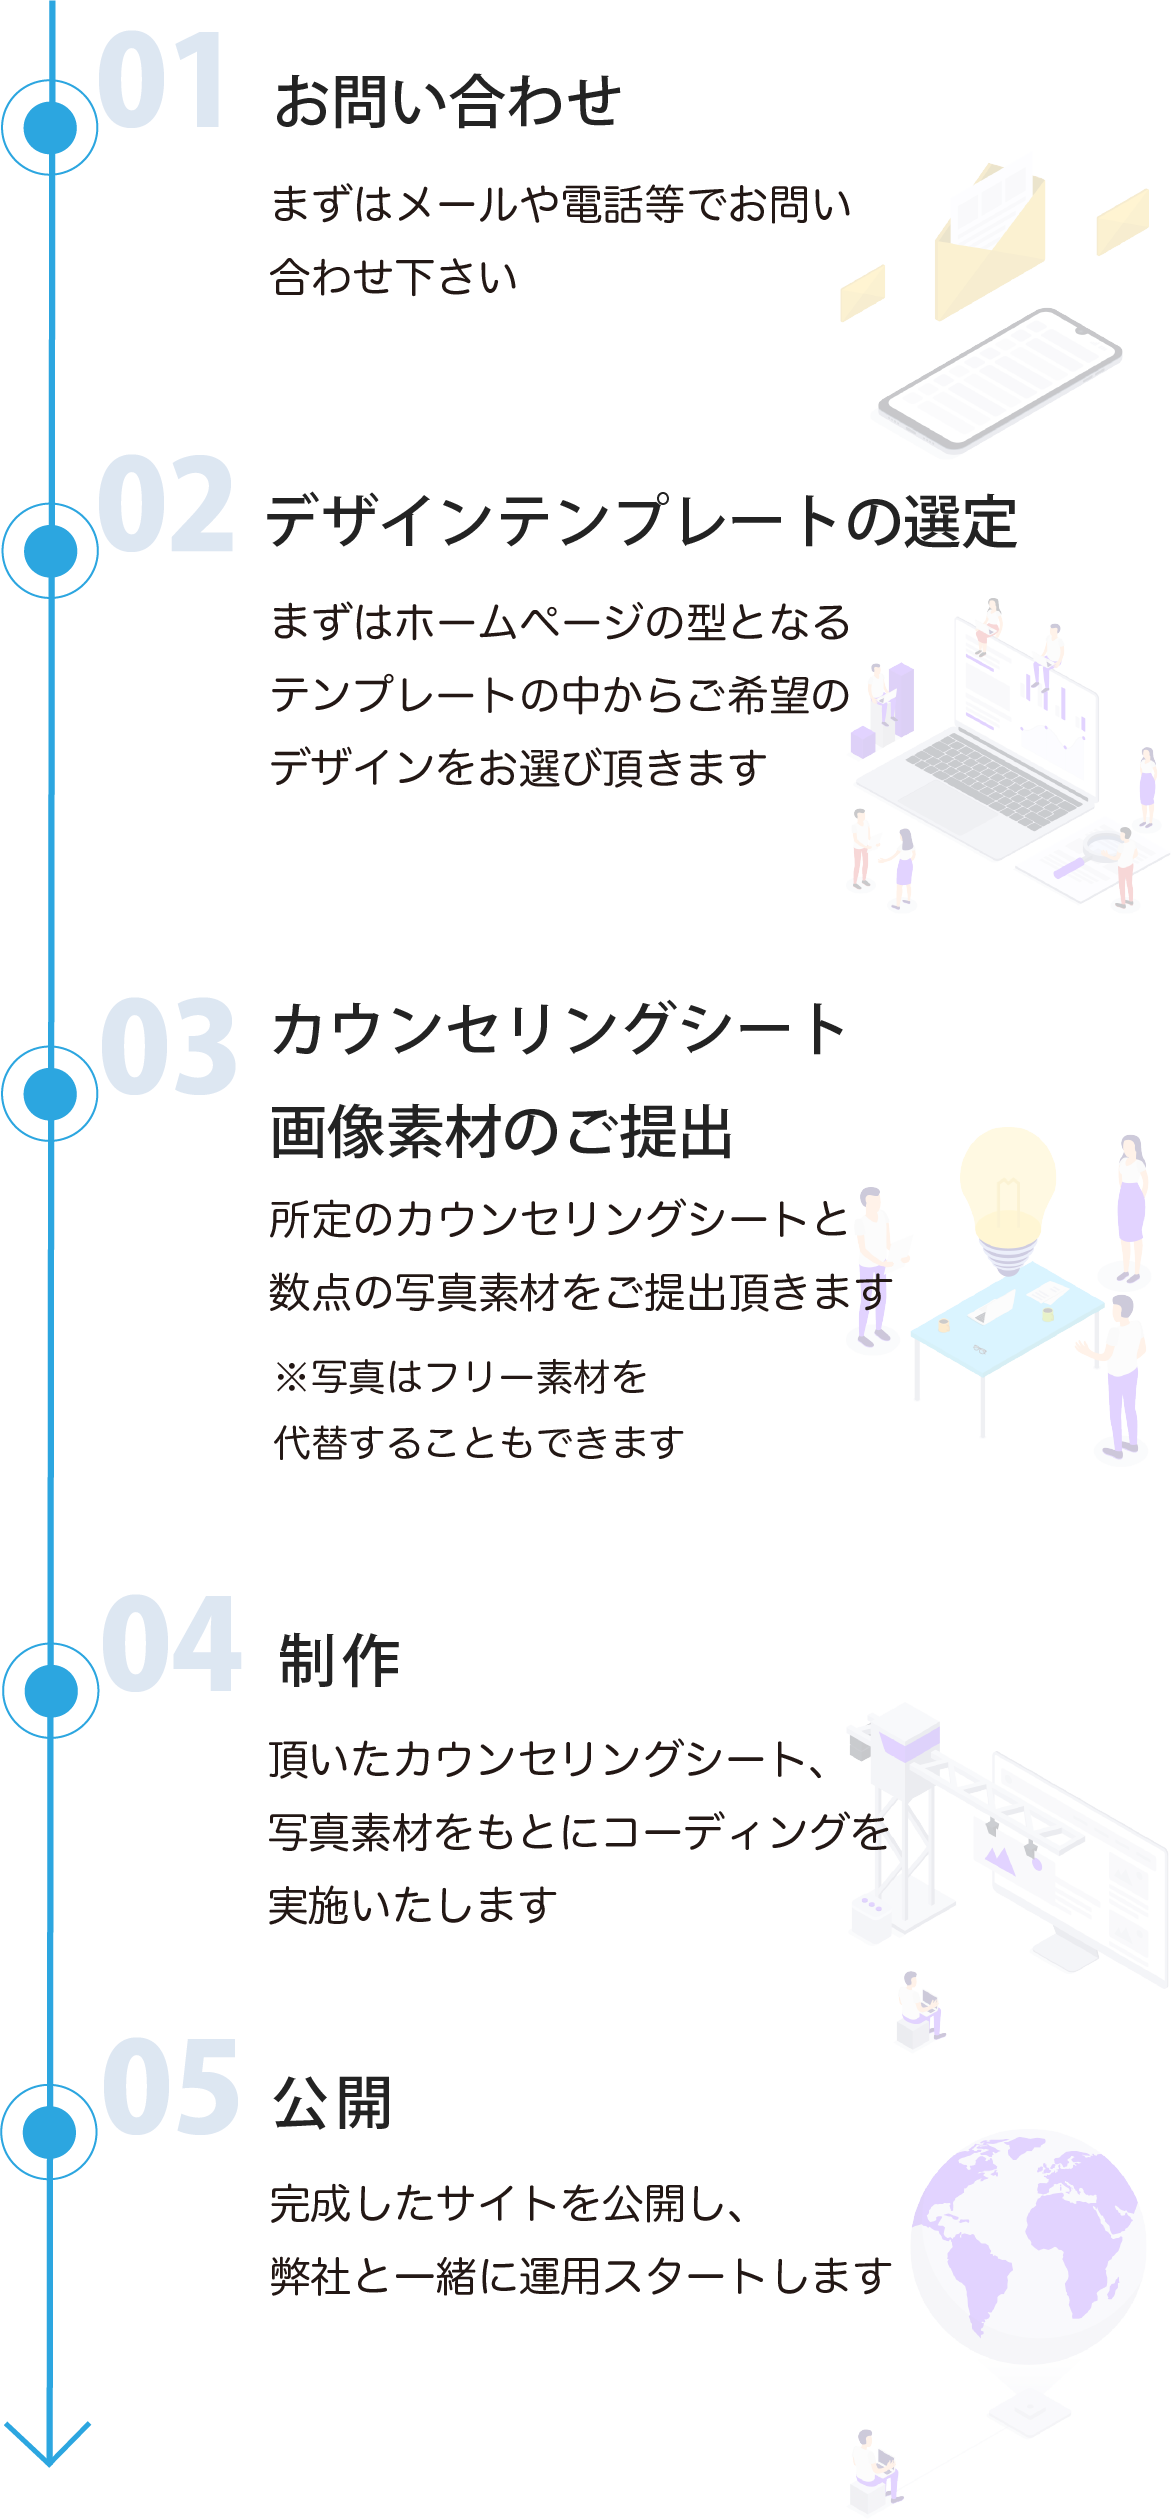 01
お問い合わせ
まずはメールや電話等でお問い
合わせ下さい
02
デザインテンプレートの選定
まずはホームページの型となる
テンプレートの中からご希望の
デザインをお選び頂きます
03
カウンセリングシート
画像素材のご提出
所定のカウンセリングシートと
数点の写真素材をご提出頂きます
※写真はフリー素材を
代替することもできます
04
制作
頂いたカウンセリングシート、
写真素材をもとにコーディングを
実施いたします
05
公開
完成したサイトを公開し、
弊社と一緒に運用スタートします